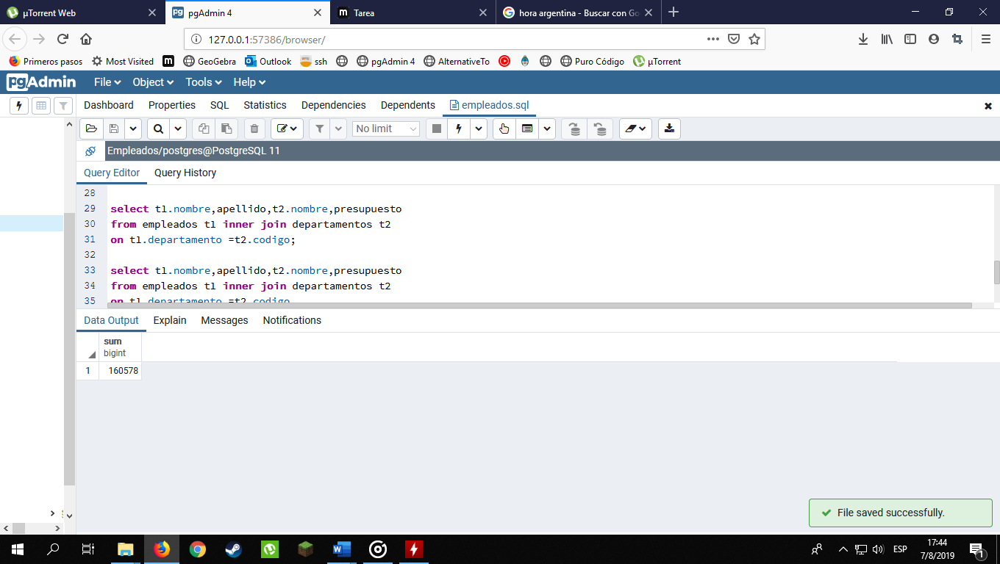 µTorrent Web
pgAdmin 4
m Tarea
hora argentina - Buscar con Go
127.0.0.1:57386/browser/
Primeros pasos
Most Visited
m
GeoGebra
Outlook
ssh
pgAdmin 4
AlternativeTo
Puro Código
µTorrent
pgAdmin
File
Object
Tools
Help
Dashboard
Properties
SQL
Statistics
Dependencies
Dependents
empleados.sql
No limit
Empleados/postgres@PostgreSQL 11
Query Editor
Query History
28
29 select t1.nombre,apellido,t2.nombre,presupuesto
30 from empleados t1 inner join departamentos t2
31 on t1.departamento =t2.codigo;
32
33 select t1.nombre,apellido,t2.nombre,presupuesto
34 from empleados t1 inner join departamentos t2
35 on t1.departamento =t2.codigo
Data Output
Explain
Messages
Notifications
sum
bigint
1 160578
File saved successfully.
ESP
17:44
7/8/2019
1